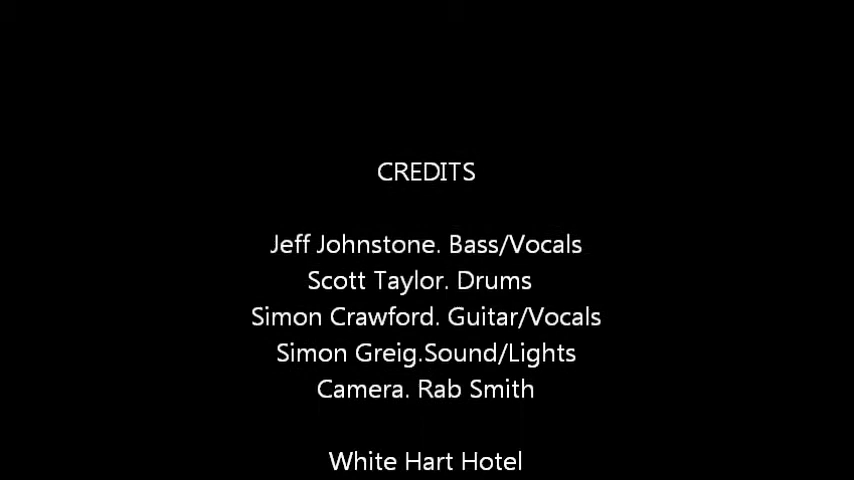 CREDITS
Jeff Johnstone. Bass/Vocals
Scott Taylor. Drums
Simon Crawford. Guitar/Vocals
Simon Greig.Sound/Lights
Camera. Rab Smith
White Hart Hotel